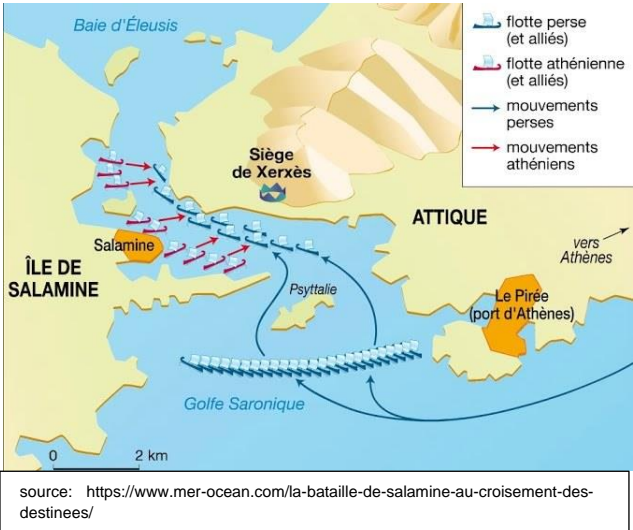 Baie d'Éleusis
flotte perse
(et alliés)
flotte athénienne
(et alliés)
mouvements
perses
mouvements
athéniens
Siège
de Xerxès
ATTIQUE
vers
Athènes
Salamine
ÎLE DE
SALAMINE
Psyttalie
Le Pirée
(port d'Athènes)
Golfe Saronique
0 2 km
source: https://www.mer-ocean.com/la-bataille-de-salamine-au-croisement-des-
destinees/